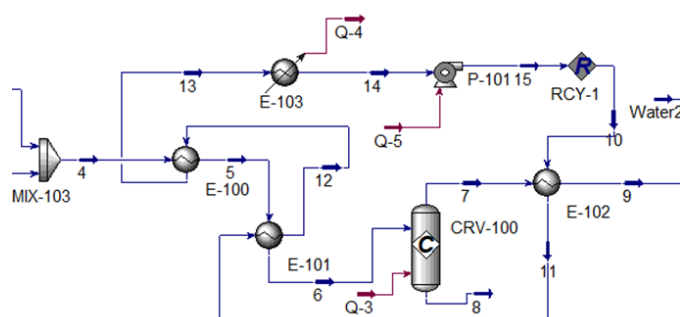 Q-4
13
E-103
14
P-101
15
R
RCY-1
Water2
Q-5
10
MIX-103
4
5
E-100
12
7
E-102
9
CRV-100
C
E-101
6
Q-3
8
11